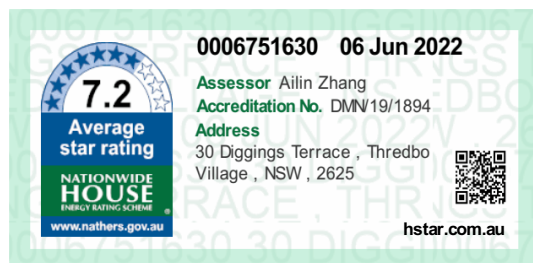 0006751630 06 Jun 2022
7.2
Average
star rating
NATIONWIDE
HOUSE
ENERGY RATING SCHEME ®
www.nathers.gov.au
Assessor Ailin Zhang
Accreditation No. DMN/19/1894
Address
30 Diggings Terrace , Thredbo
Village , NSW , 2625
hstar.com.au